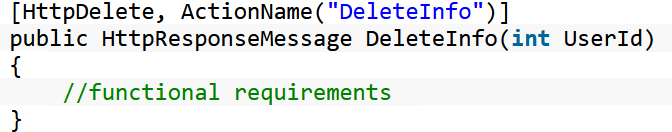 [HttpDelete, ActionName("DeleteInfo")]
public HttpResponseMessage DeleteInfo(int UserId)
{
    //functional requirements
}